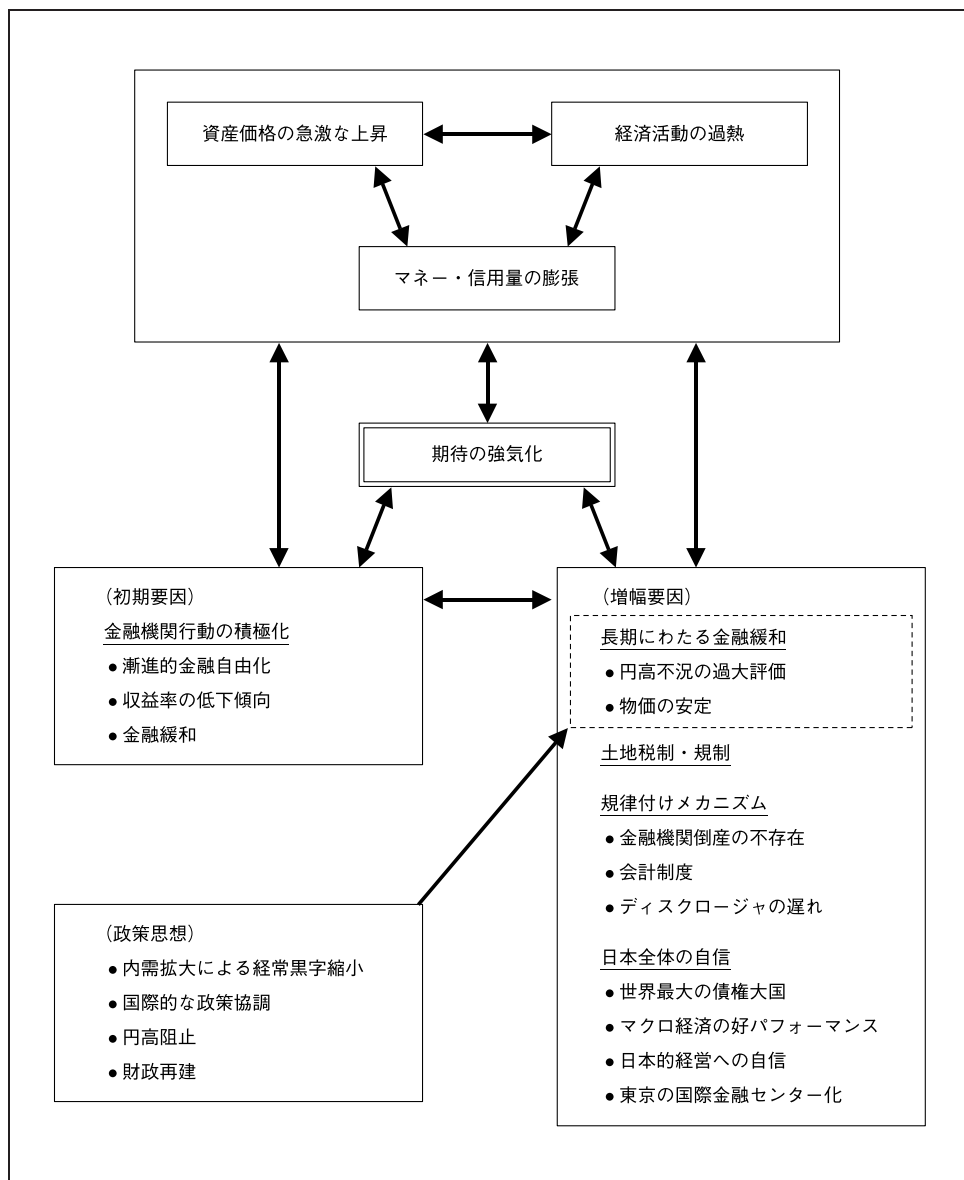 資産価格の急激な上昇
経済活動の過熱
マネー・信用量の膨張
期待の強気化
（初期要因）
金融機関行動の積極化
● 漸進的金融自由化
● 収益率の低下傾向
● 金融緩和
（増幅要因）
長期にわたる金融緩和
● 円高不況の過大評価
● 物価の安定
土地税制・規制
規律付けメカニズム
● 金融機関倒産の不存在
● 会計制度
● ディスクロージャの遅れ
日本全体の自信
● 世界最大の債権大国
● マクロ経済の好パフォーマンス
● 日本的経営への自信
● 東京の国際金融センター化
（政策思想）
● 内需拡大による経常黒字縮小
● 国際的な政策協調
● 円高阻止
● 財政再建